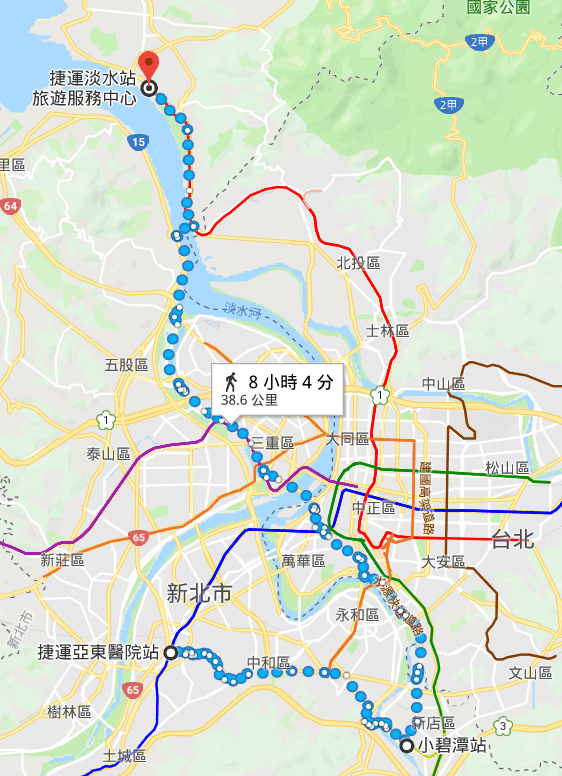 國家公園
2甲
捷運淡水站
旅遊服務中心
2甲
15
里區
64
北投區
淡水河
士林區
五股區
8 小時 4 分
38.6 公里
中山區
1
1
三重區
大同區
泰山區
松山區
建國高架道路
中正區
65
台北
新莊區
萬華區
大安區
新北市
永和區
新北市
捷運亞東醫院站
中和區
文山區
65
樹林區
新店區
3
小碧潭站
土城區